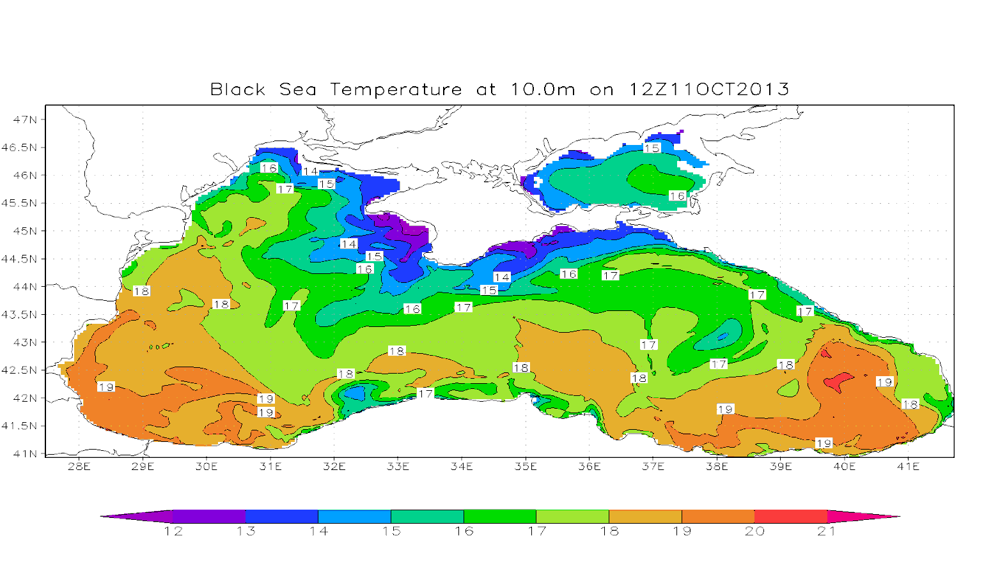 Black Sea Temperature at 10.0m on 12Z11OCT2013
47N
46.5N
46N
45.5N
45N
44.5N
44N
43.5N
43N
42.5N
42N
41.5N
41N
15
16 14
15
17
16
14
15
16
14
15
16 17
18
18
17
16
17
17
17
17
18
17
18
18
17
18
18
19
19
19
17
19
18
19
19
28E 29E 30E 31E 32E 33E 34E 35E 36E 37E 38E 39E 40E 41E
12 13 14 15 16 17 18 19 20 21